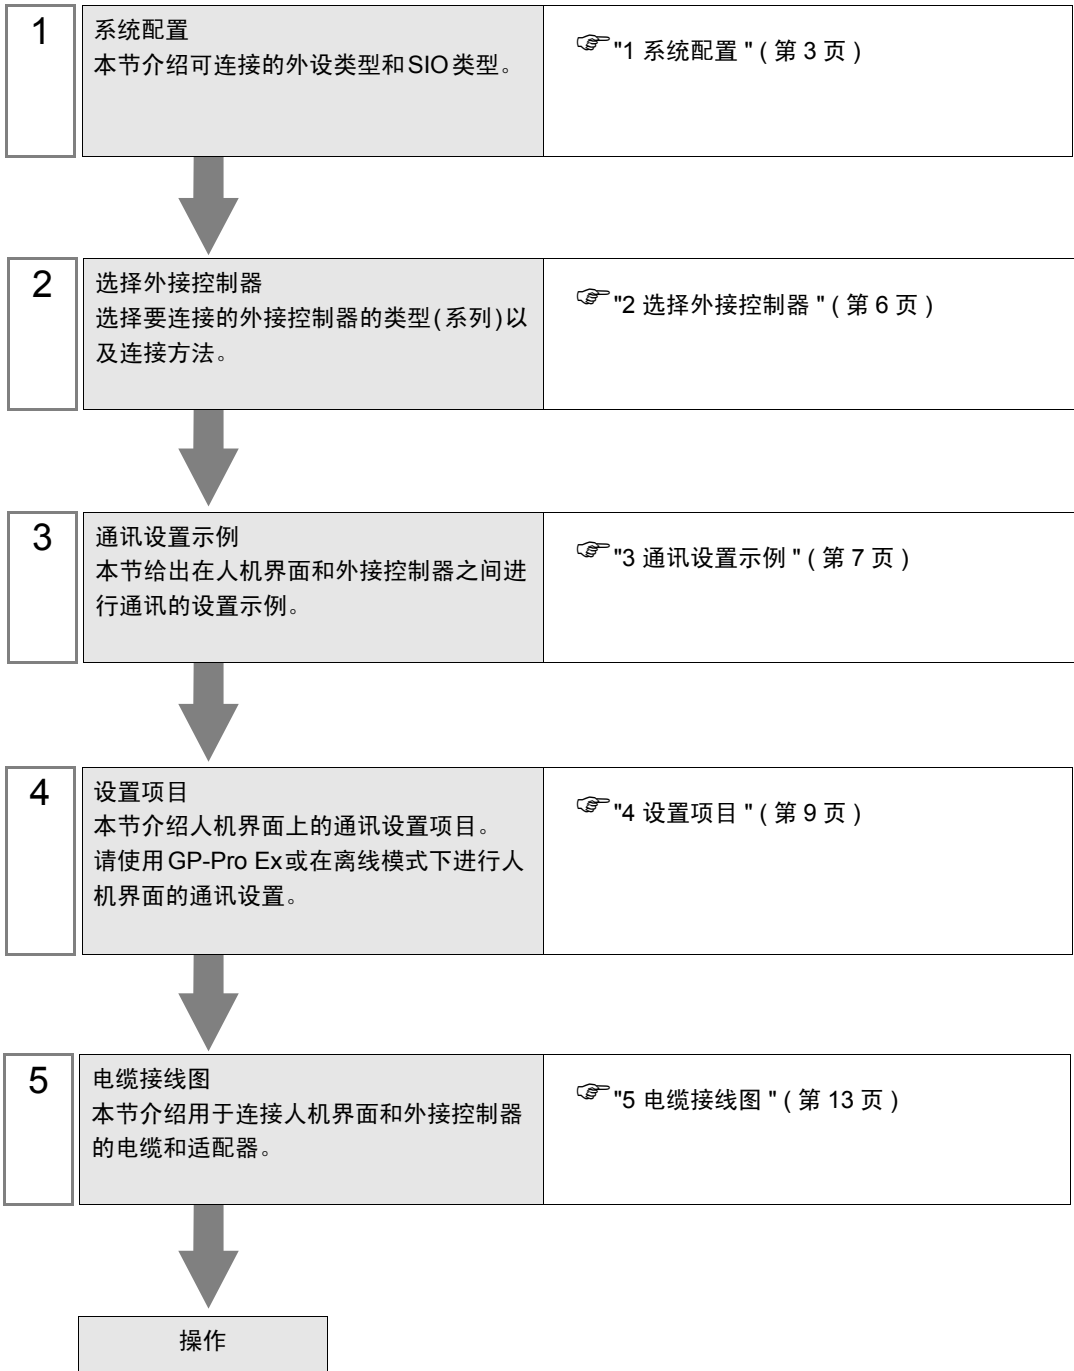 1
系统配置
本节介绍可连接的外设类型和SIO类型。
"1 系统配置 " ( 第 3 页 )
2
选择外接控制器
选择要连接的外接控制器的类型(系列)以
及连接方法。
"2 选择外接控制器 " ( 第 6 页 )
3
通讯设置示例
本节给出在人机界面和外接控制器之间进
行通讯的设置示例。
"3 通讯设置示例 " ( 第 7 页 )
4
设置项目
本节介绍人机界面上的通讯设置项目。
请使用GP-Pro Ex或在离线模式下进行人
机界面的通讯设置。
"4 设置项目 " ( 第 9 页 )
5
电缆接线图
本节介绍用于连接人机界面和外接控制器
的电缆和适配器。
"5 电缆接线图 " ( 第 13 页 )
操作